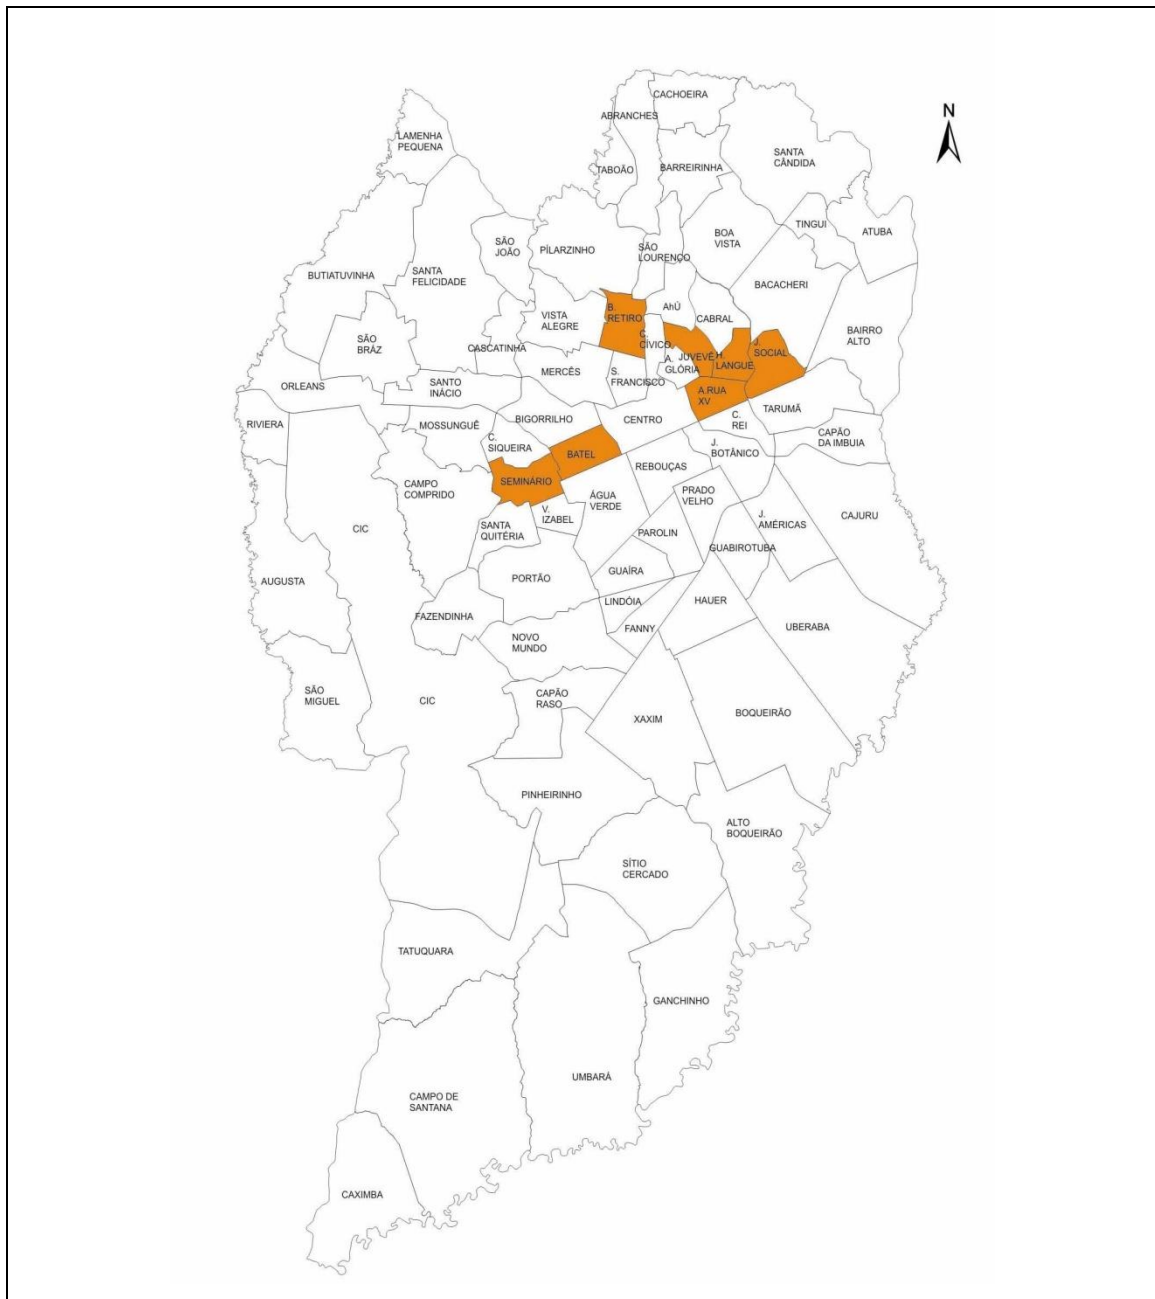 CACHOEIRA
ABRANCHES
N
LAMENHA
PEQUENA
SANTA
CÂNDIDA
TABOÃO
BARREIRINHA
TINGUI
ATUBA
BOA
VISTA
SÃO
JOÃO
PÍLARZINHO
SÃO
LOURENÇO
BUTIATUVINHA
SANTA
FELICIDADE
BACACHERI
B.
RETIRO
AhÚ
CABRAL
VISTA
ALEGRE
BAIRRO
ALTO
SÃO
BRÁZ
CASCATINHA
C.
CÍVICO
JUVEVÊ
H.
LANGUE
J.
SOCIAL
A.
GLÓRIA
MERCÊS
S.
FRANCISCO
ORLEANS
SANTO
INÁCIO
A.RUA
XV
TARUMÃ
RIVIERA
MOSSUNGUÊ
BIGORRILHO
CENTRO
C.
REI
CAPÃO
DA IMBUIA
C.
SIQUEIRA
BATEL
J.
BOTÂNICO
REBOUÇAS
CAMPO
COMPRIDO
SEMINÁRIO
ÁGUA
VERDE
PRADO
VELHO
CIC
SANTA
QUITÉRIA
V.
IZABEL
J.
AMÉRICAS
CAJURU
PAROLIN
GUABIROTUBA
AUGUSTA
PORTÃO
GUAÍRA
LINDÓIA
HAUER
FAZENDINHA
FANNY
UBERABA
NOVO
MUNDO
SÃO
MIGUEL
CIC
CAPÃO
RASO
XAXIM
BOQUEIRÃO
PINHEIRINHO
ALTO
BOQUEIRÃO
SÍTIO
CERCADO
TATUQUARA
GANCHINHO
UMBARÁ
CAMPO DE
SANTANA
CAXIMBA